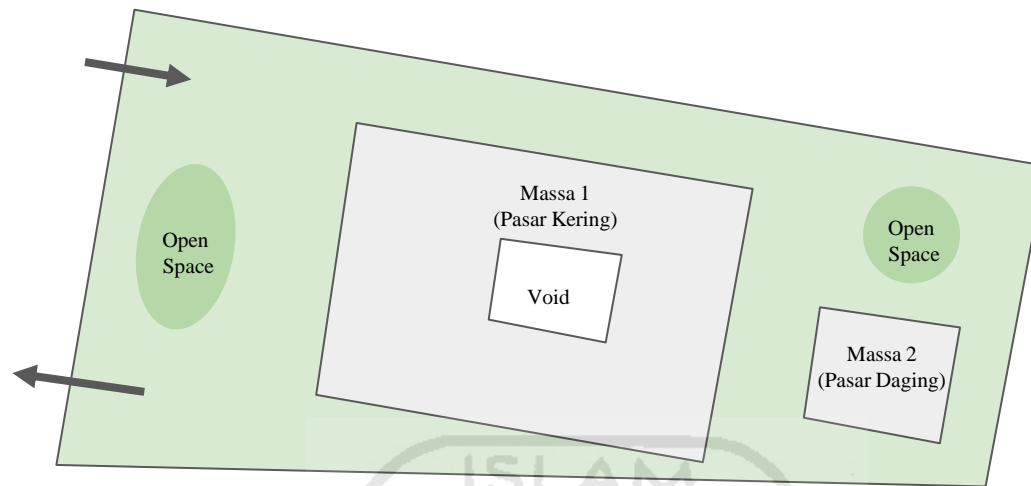 Massa 1
(Pasar Kering)
Open
Space
Open
Space
Void
Massa 2
(Pasar Daging)
ISLAM